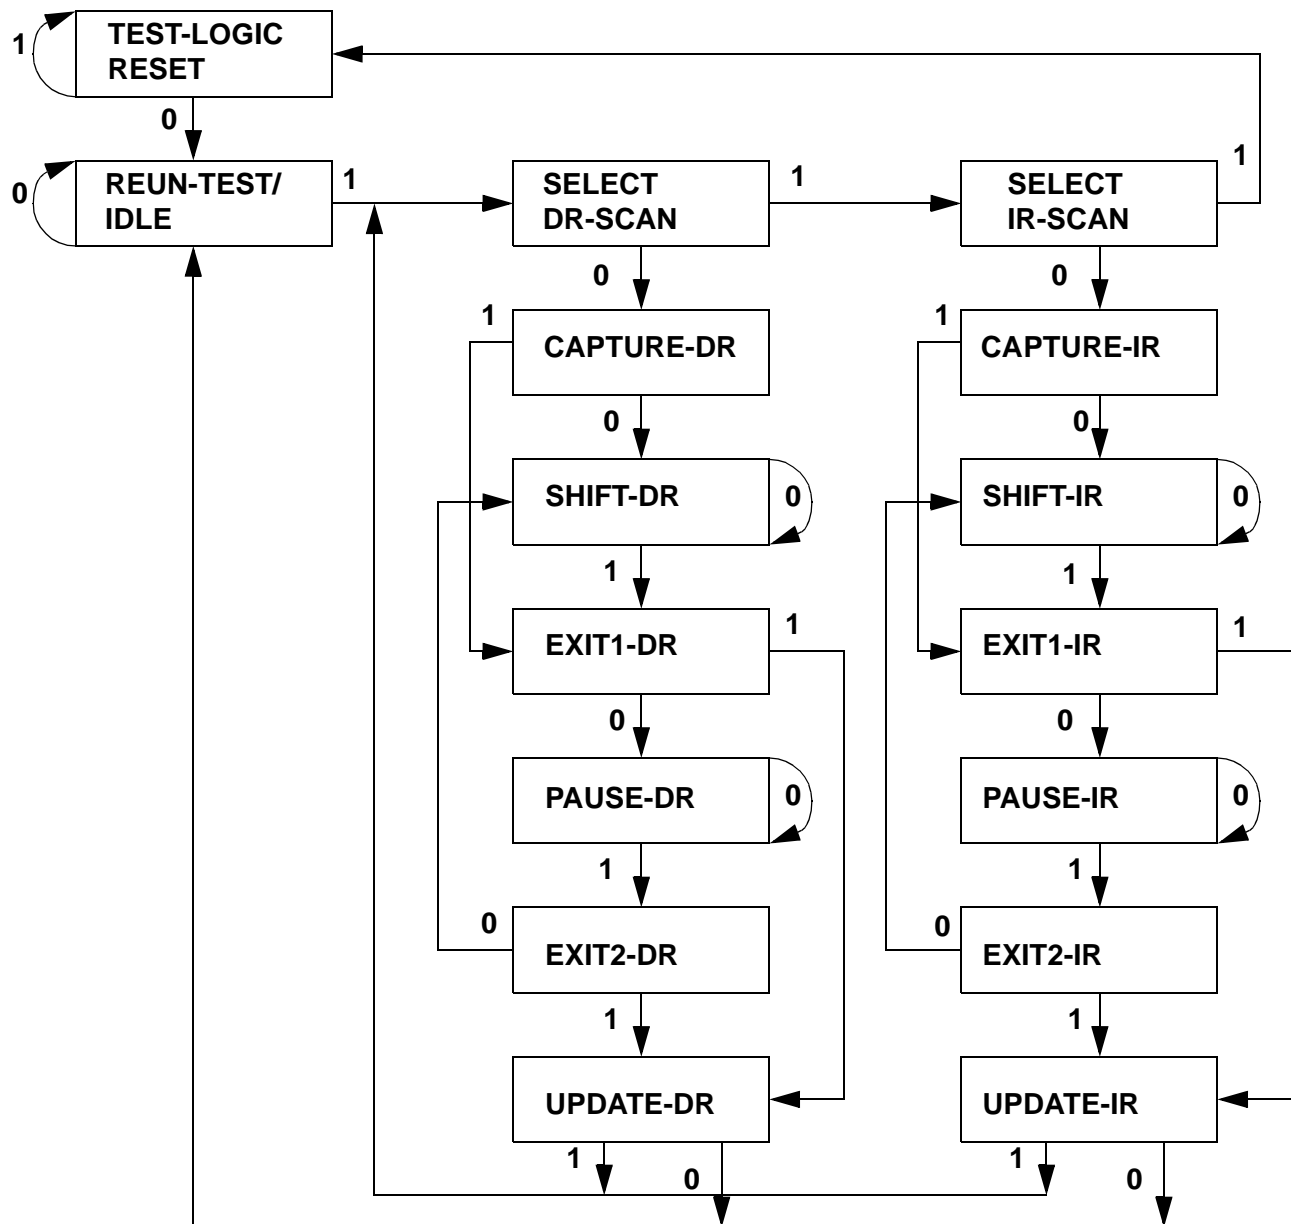 TEST-LOGIC
RESET
1
0
REUN-TEST/
IDLE
0
1
SELECT
DR-SCAN
1
SELECT
IR-SCAN
1
0
0
1
CAPTURE-DR
1
CAPTURE-IR
0
0
SHIFT-DR
0
SHIFT-IR
0
1
1
EXIT1-DR
1
EXIT1-IR
1
0
0
PAUSE-DR
0
PAUSE-IR
0
1
1
0
EXIT2-DR
0
EXIT2-IR
1
1
UPDATE-DR
UPDATE-IR
1
0
1
0